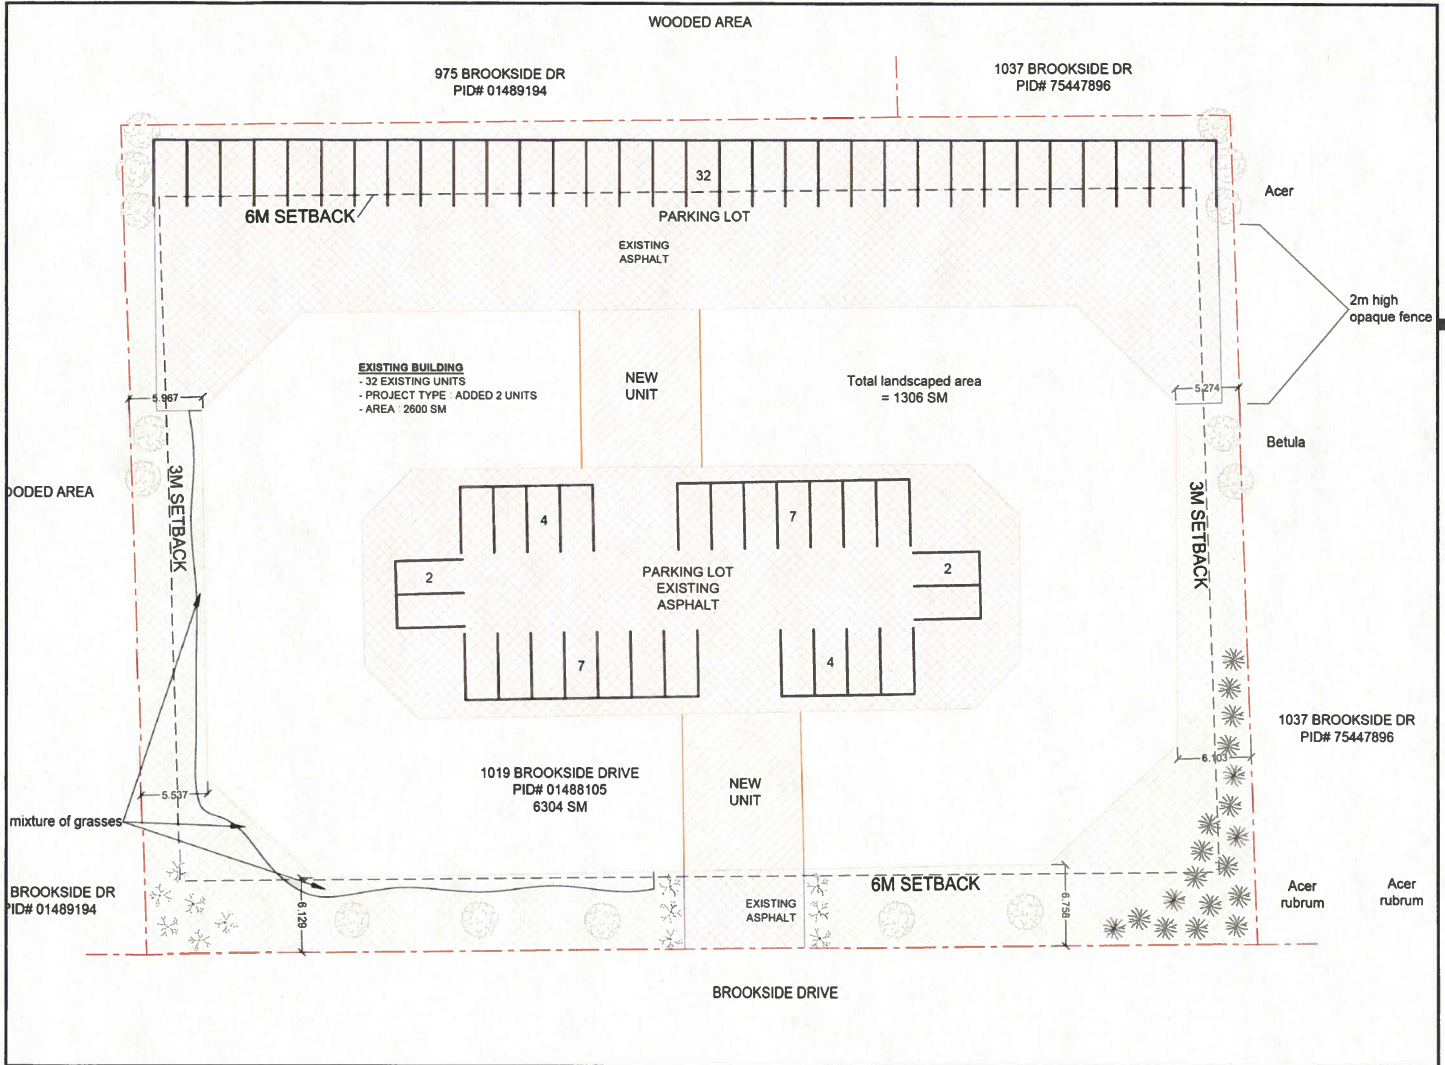 WOODED AREA
975 BROOKSIDE DR
PID# 01489194
1037 BROOKSIDE DR
PID# 75447896
32
Acer
6M SETBACK
PARKING LOT
EXISTING
ASPHALT
2m high
opaque fence
EXISTING BUILDING
- 32 EXISTING UNITS
- PROJECT TYPE : ADDED 2 UNITS
- AREA : 2600 SM
NEW
UNIT
Total landscaped area
= 1306 SM
5.967
5.274
Betula
3M SETBACK
OODED AREA
3M SETBACK
4
7
2
PARKING LOT
EXISTING
ASPHALT
2
7
4
1037 BROOKSIDE DR
PID# 75447896
6.103
1019 BROOKSIDE DRIVE
PID# 01488105
6304 SM
NEW
UNIT
5.537
mixture of grasses
BROOKSIDE DR
PID# 01489194
6.129
6M SETBACK
EXISTING
ASPHALT
6.758
Acer
rubrum
Acer
rubrum
BROOKSIDE DRIVE